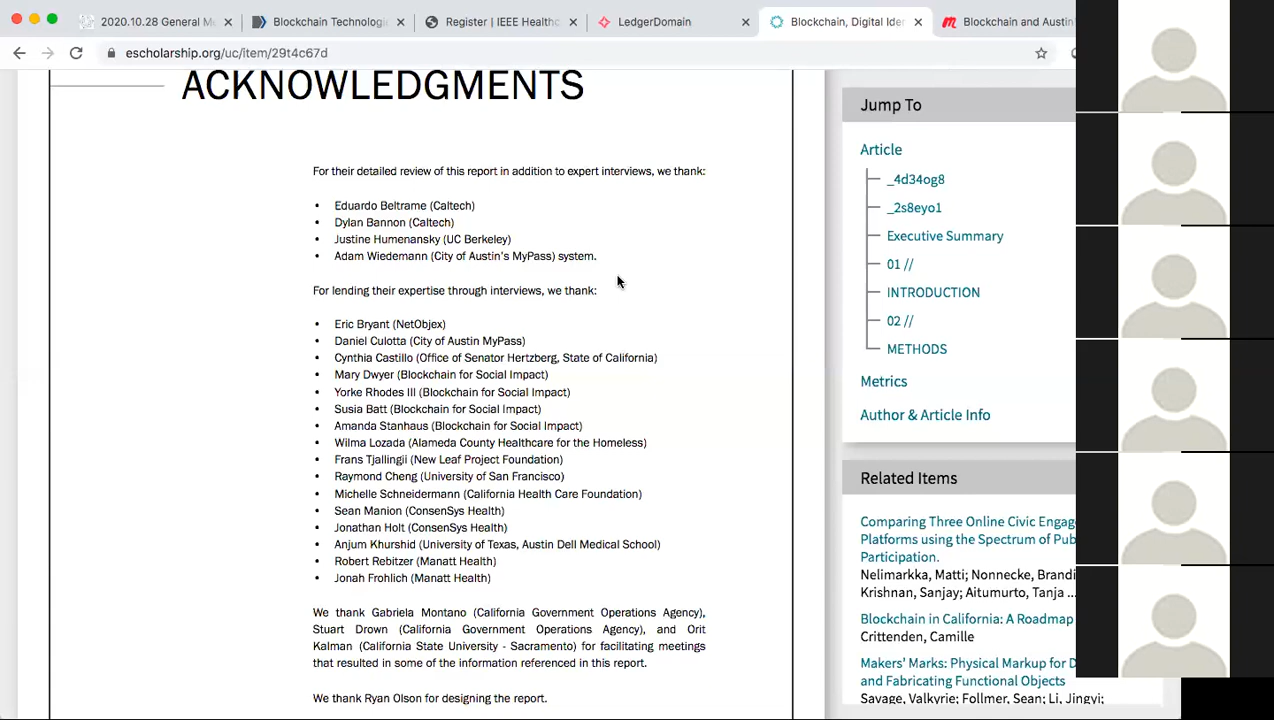 2020.10.28 General M
Blockchain Technologi
Register | IEEE Healthc
LedgerDomain
Blockchain, Digital Ide
Blockchain and Austin'
escholarship.org/uc/item/29t4c67d
ACKNOWLEDGMENTS
For their detailed review of this report in addition to expert interviews, we thank:
• Eduardo Beltrame (Caltech)
• Dylan Bannon (Caltech)
• Justine Humenansky (UC Berkeley)
• Adam Wiedemann (City of Austin's MyPass) system.
For lending their expertise through interviews, we thank:
• Eric Bryant (NetObjex)
• Daniel Culotta (City of Austin MyPass)
• Cynthia Castillo (Office of Senator Hertzberg, State of California)
• Mary Dwyer (Blockchain for Social Impact)
• Yorke Rhodes III (Blockchain for Social Impact)
• Susia Batt (Blockchain for Social Impact)
• Amanda Stanhaus (Blockchain for Social Impact)
• Wilma Lozada (Alameda County Healthcare for the Homeless)
• Frans Tjallingii (New Leaf Project Foundation)
• Raymond Cheng (University of San Francisco)
• Michelle Schneidermann (California Health Care Foundation)
• Sean Manion (ConsenSys Health)
• Jonathan Holt (ConsenSys Health)
• Anjum Khurshid (University of Texas, Austin Dell Medical School)
• Robert Rebitzer (Manatt Health)
• Jonah Frohlich (Manatt Health)
We thank Gabriela Montano (California Government Operations Agency),
Stuart Drown (California Government Operations Agency), and Orit
Kalman (California State University - Sacramento) for facilitating meetings
that resulted in some of the information referenced in this report.
We thank Ryan Olson for designing the report.
Jump To
Article
_4d34og8
_2s8eyo1
Executive Summary
01 //
INTRODUCTION
02 //
METHODS
Metrics
Author & Article Info
Related Items
Comparing Three Online Civic Engag
Platforms using the Spectrum of Pub
Participation.
Nelimarkka, Matti; Nonnecke, Brandi
Krishnan, Sanjay; Aitumurto, Tanja ...
Blockchain in California: A Roadmap
Crittenden, Camille
Makers' Marks: Physical Markup for D
and Fabricating Functional Objects
Savage, Valkyrie; Follmer, Sean; Li, Jingyi;